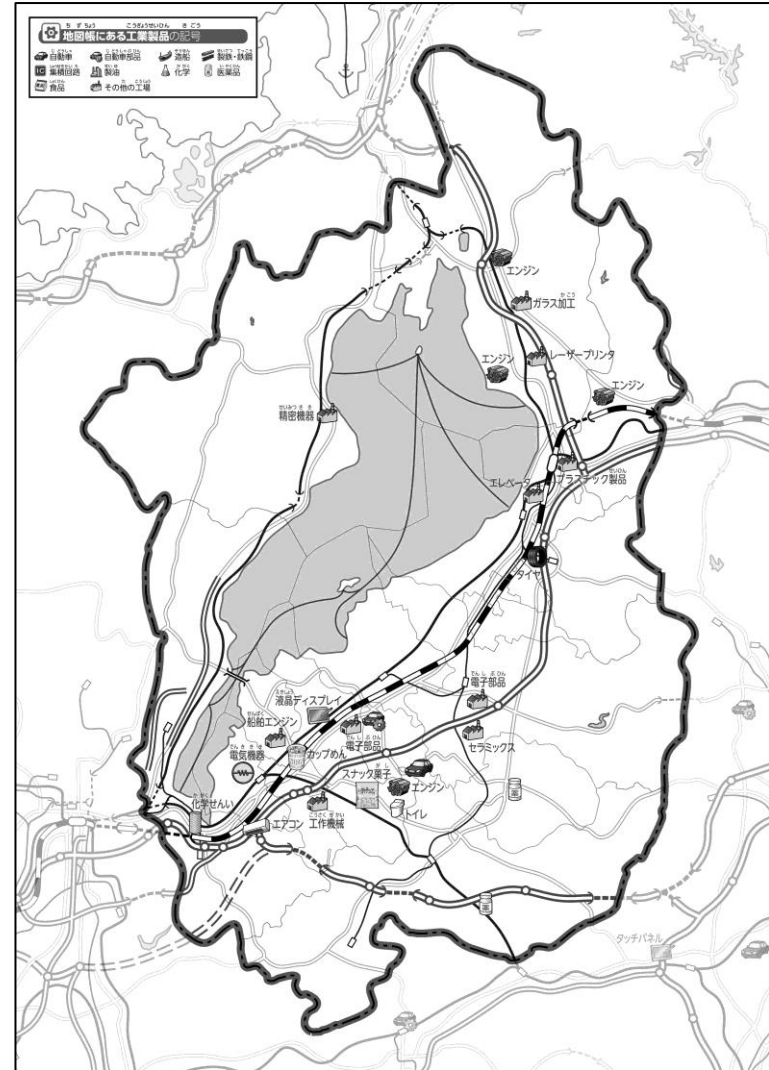 地図帳にある工業製品の記号
自動車 自動車部品 造船 製鉄・鉄鋼
集積回路 製油 化学 医薬品
食品 その他の工場
エンジン
ガラス加工
レーザープリンタ
エンジン
エンジン
精密機器
プラスチック製品
エレベータ
タイヤ
電子部品
液晶ディスプレイ
船舶エンジン
電子部品
セラミックス
電気機器
カップめん
スナック菓子
エンジン
化学せんい
エアコン
工作機械
トイレ
薬
タッチパネル